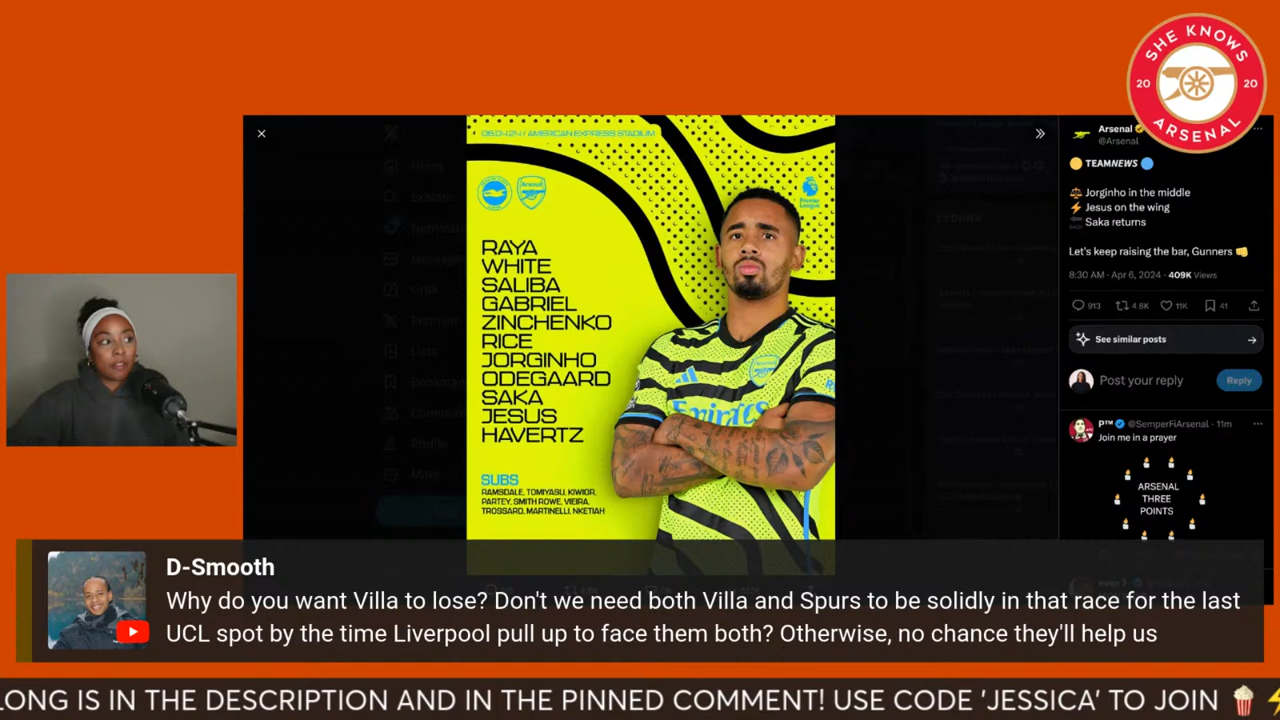 SHE KNOWS
20 20
ARSENAL
06.04.24 / AMERICAN EXPRESS STADIUM
Arsenal
Premier
League
RAYA
WHITE
SALIBA
GABRIEL
ZINCHENKO
RICE
JORGINHO
ODEGAARD
SAKA
JESUS
HAVERTZ
SUBS
RAMSDALE, TOMIYASU, KIWIOR,
PARTEY, SMITH ROWE, VIEIRA,
TROSSARD, MARTINELLI, NKETIAH
Emirates
Arsenal
@Arsenal
TEAMNEWS
Jorginho in the middle
Jesus on the wing
BACK Saka returns
Let's keep raising the bar, Gunners
8:30 AM · Apr 6, 2024 · 409K Views
913 4.8K 11K 41
See similar posts
Post your reply Reply
P™ @SemperFiArsenal · 11m
Join me in a prayer
ARSENAL
THREE
POINTS
D-Smooth
Why do you want Villa to lose? Don't we need both Villa and Spurs to be solidly in that race for the last
UCL spot by the time Liverpool pull up to face them both? Otherwise, no chance they'll help us
LONG IS IN THE DESCRIPTION AND IN THE PINNED COMMENT! USE CODE 'JESSICA' TO JOIN